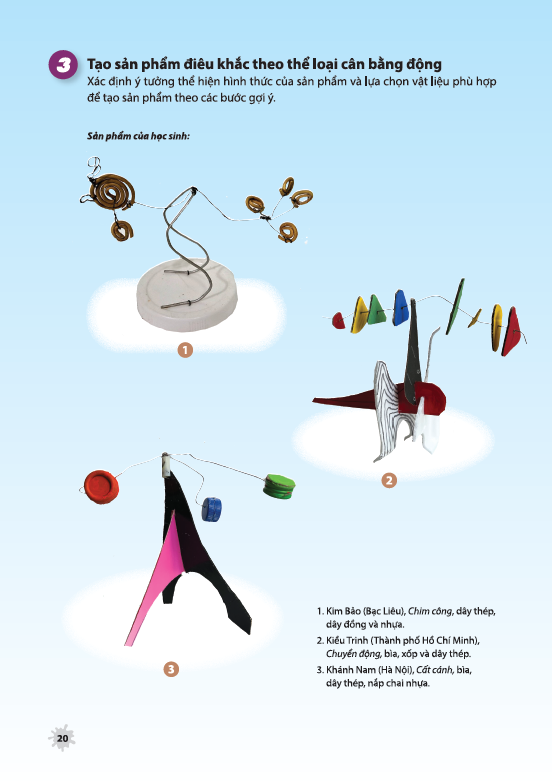 3 Tạo sản phẩm điêu khắc theo thể loại cân bằng động
Xác định ý tưởng thể hiện hình thức của sản phẩm và lựa chọn vật liệu phù hợp
để tạo sản phẩm theo các bước gợi ý.
Sản phẩm của học sinh:
1
2
3
1. Kim Bảo (Bạc Liêu), Chim công, dây thép,
dây đồng và nhựa.
2. Kiều Trinh (Thành phố Hồ Chí Minh),
Chuyển động, bìa, xốp và dây thép.
3. Khánh Nam (Hà Nội), Cất cánh, bìa,
dây thép, nắp chai nhựa.
20